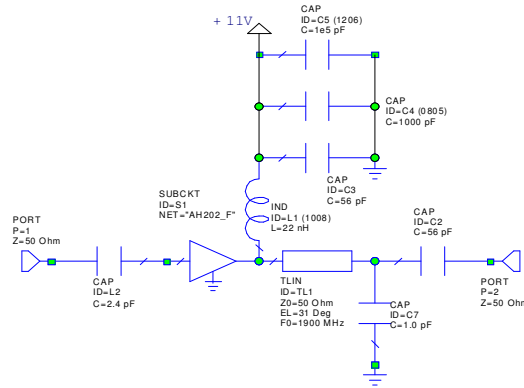 + 11V
CAP
ID=C5 (1206)
C=1e5 pF
CAP
ID=C4 (0805)
C=1000 pF
CAP
ID=C3
C=56 pF
SUBCKT
ID=S1
NET="AH202_F"
IND
ID=L1 (1008)
L=22 nH
PORT
P=1
Z=50 Ohm
CAP
ID=C2
C=56 pF
CAP
ID=L2
C=2.4 pF
TLIN
ID=TL1
Z0=50 Ohm
EL=31 Deg
F0=1900 MHz
CAP
ID=C7
C=1.0 pF
PORT
P=2
Z=50 Ohm